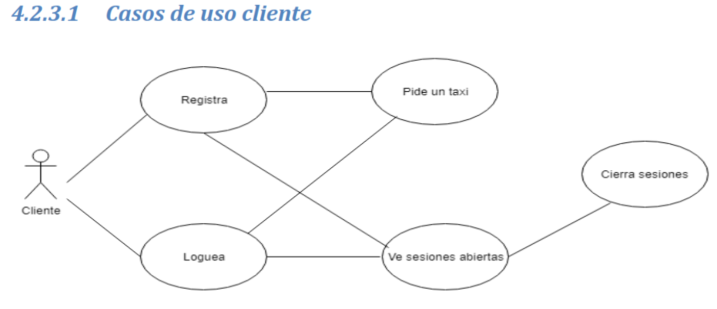 4.2.3.1 Casos de uso cliente
Registra
Pide un taxi
Cierra sesiones
Cliente
Loguea
Ve sesiones abiertas